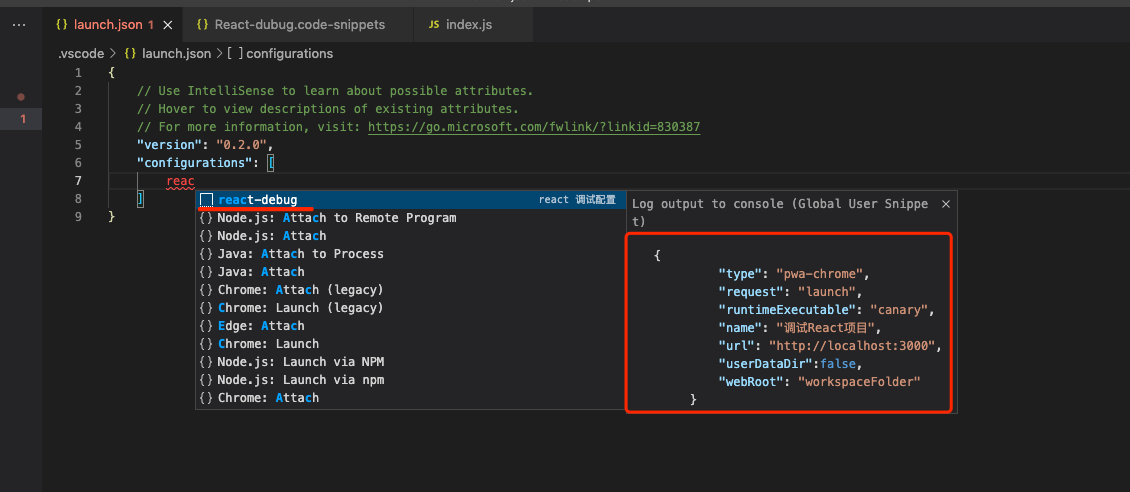 ··· {} launch.json 1 × {} React-dubug.code-snippets JS index.js
.vscode > {} launch.json > [ ] configurations
1 {
2 // Use IntelliSense to learn about possible attributes.
3 // Hover to view descriptions of existing attributes.
1 4 // For more information, visit: https://go.microsoft.com/fwlink/?linkid=830387
5 "version": "0.2.0",
6 "configurations": [
7 reac
8 ]
9 }
react-debug react 调试配置
{} Node.js: Attach to Remote Program
{} Node.js: Attach
{} Java: Attach to Process
{} Java: Attach
{} Chrome: Attach (legacy)
{} Chrome: Launch (legacy)
{} Edge: Attach
{} Chrome: Launch
{} Node.js: Launch via NPM
{} Node.js: Launch via npm
{} Chrome: Attach
Log output to console (Global User Snippe ×
t)
{
"type": "pwa-chrome",
"request": "launch",
"runtimeExecutable": "canary",
"name": "调试React项目",
"url": "http://localhost:3000",
"userDataDir":false,
"webRoot": "workspaceFolder"
}